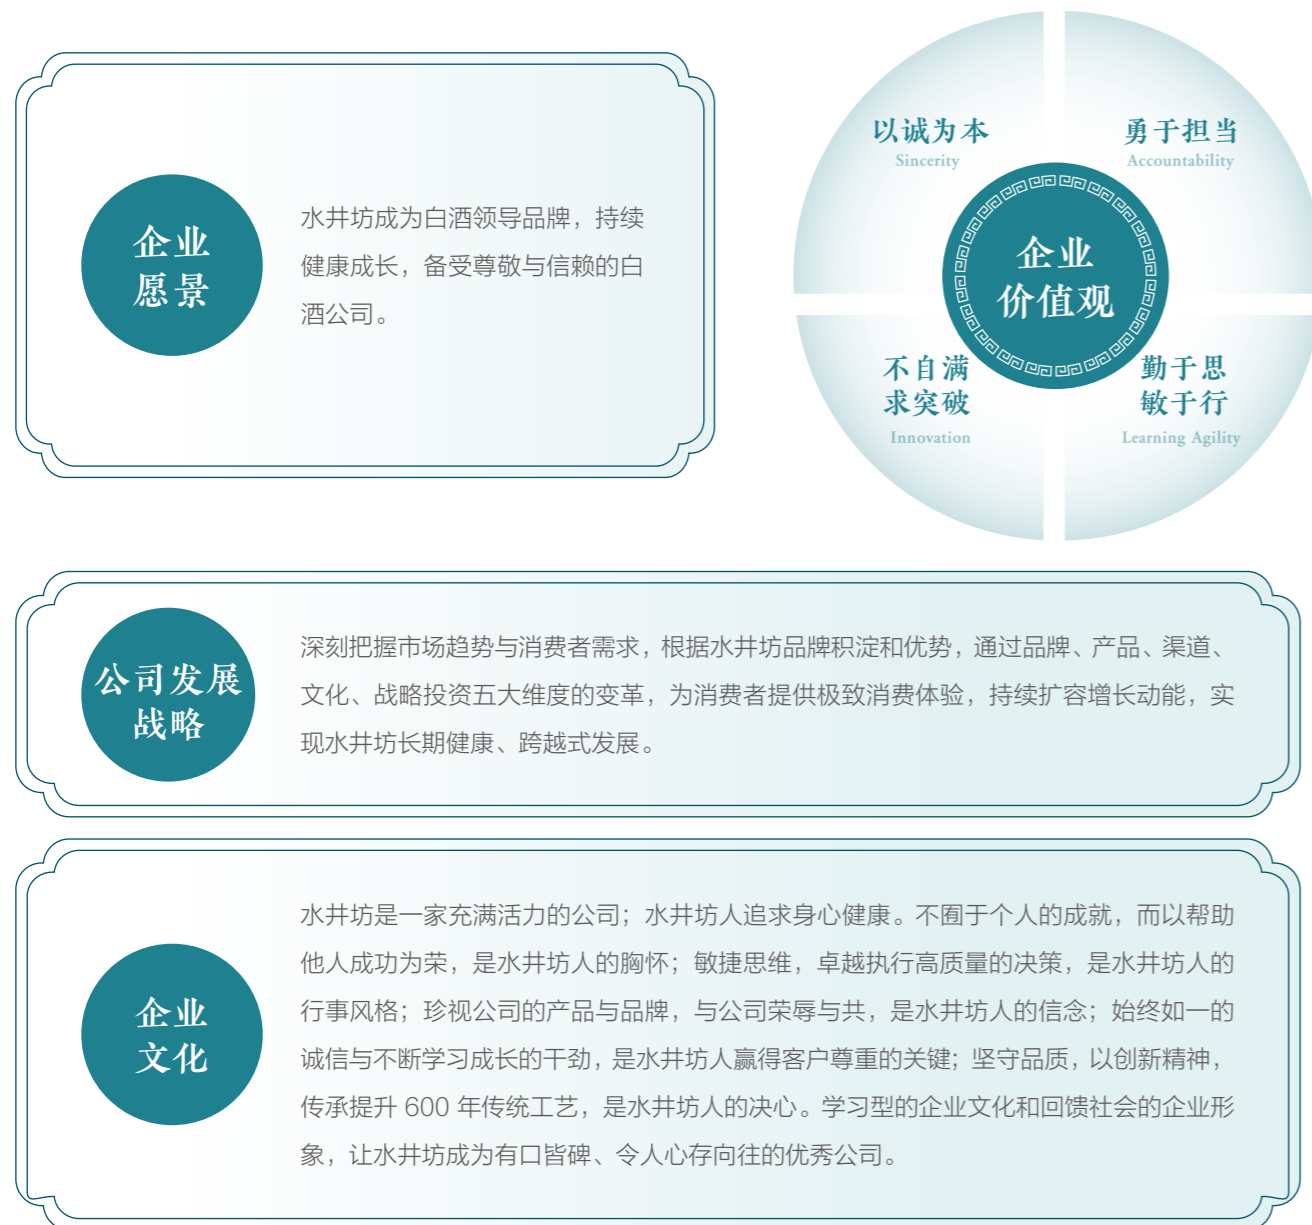 企业
愿景
水井坊成为白酒领导品牌，持续
健康成长，备受尊敬与信赖的白
酒公司。
以诚为本
Sincerity
勇于担当
Accountability
企业
价值观
不自满
求突破
Innovation
勤于思
敏于行
Learning Agility
公司发展
战略
深刻把握市场趋势与消费者需求，根据水井坊品牌积淀和优势，通过品牌、产品、渠道、
文化、战略投资五大维度的变革，为消费者提供极致消费体验，持续扩容增长动能，实
现水井坊长期健康、跨越式发展。
企业
文化
水井坊是一家充满活力的公司；水井坊人追求身心健康。不囿于个人的成就，而以帮助
他人成功为荣，是水井坊人的胸怀；敏捷思维，卓越执行高质量的决策，是水井坊人的
行事风格；珍视公司的产品与品牌，与公司荣辱与共，是水井坊人的信念；始终如一的
诚信与不断学习成长的干劲，是水井坊人赢得客户尊重的关键；坚守品质，以创新精神，
传承提升 600 年传统工艺，是水井坊人的决心。学习型的企业文化和回馈社会的企业形
象，让水井坊成为有口皆碑、令人心存向往的优秀公司。